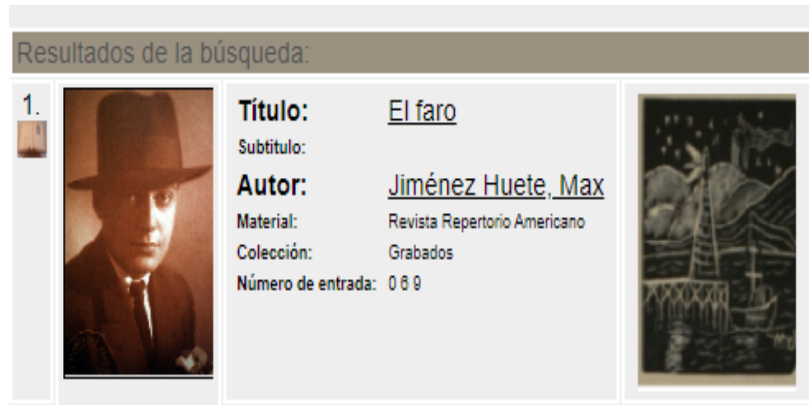 Resultados de la búsqueda:
1.
Título: El faro
Subtitulo:
Autor: Jiménez Huete, Max
Material: Revista Repertorio Americano
Colección: Grabados
Número de entrada: 0 6 9